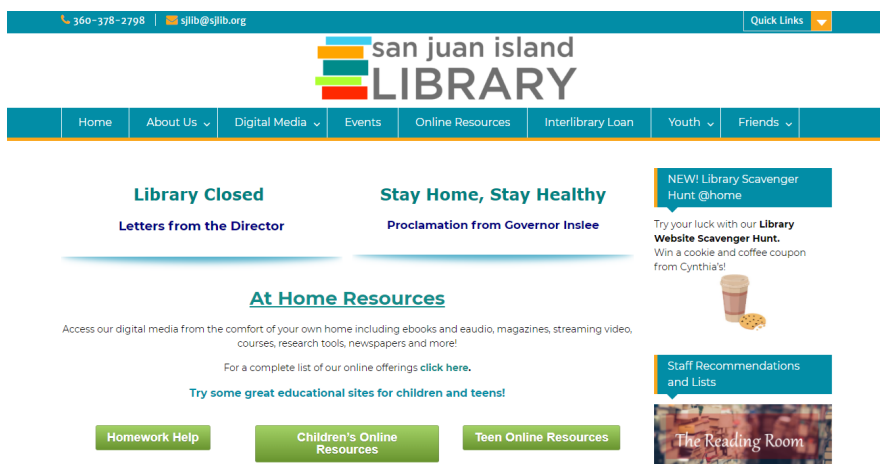 360-378-2798
sjlib@sjlib.org
Quick Links
san juan island
LIBRARY
Home
About Us
Digital Media
Events
Online Resources
Interlibrary Loan
Youth
Friends
Library Closed
Letters from the Director
Stay Home, Stay Healthy
Proclamation from Governor Inslee
At Home Resources
Access our digital media from the comfort of your own home including ebooks and eaudio, magazines, streaming video,
courses, research tools, newspapers and more!
For a complete list of our online offerings click here.
Try some great educational sites for children and teens!
Homework Help
Children's Online
Resources
Teen Online Resources
NEW! Library Scavenger
Hunt @home
Try your luck with our Library
Website Scavenger Hunt.
Win a cookie and coffee coupon
from Cynthia's!
Staff Recommendations
and Lists
The Reading Room